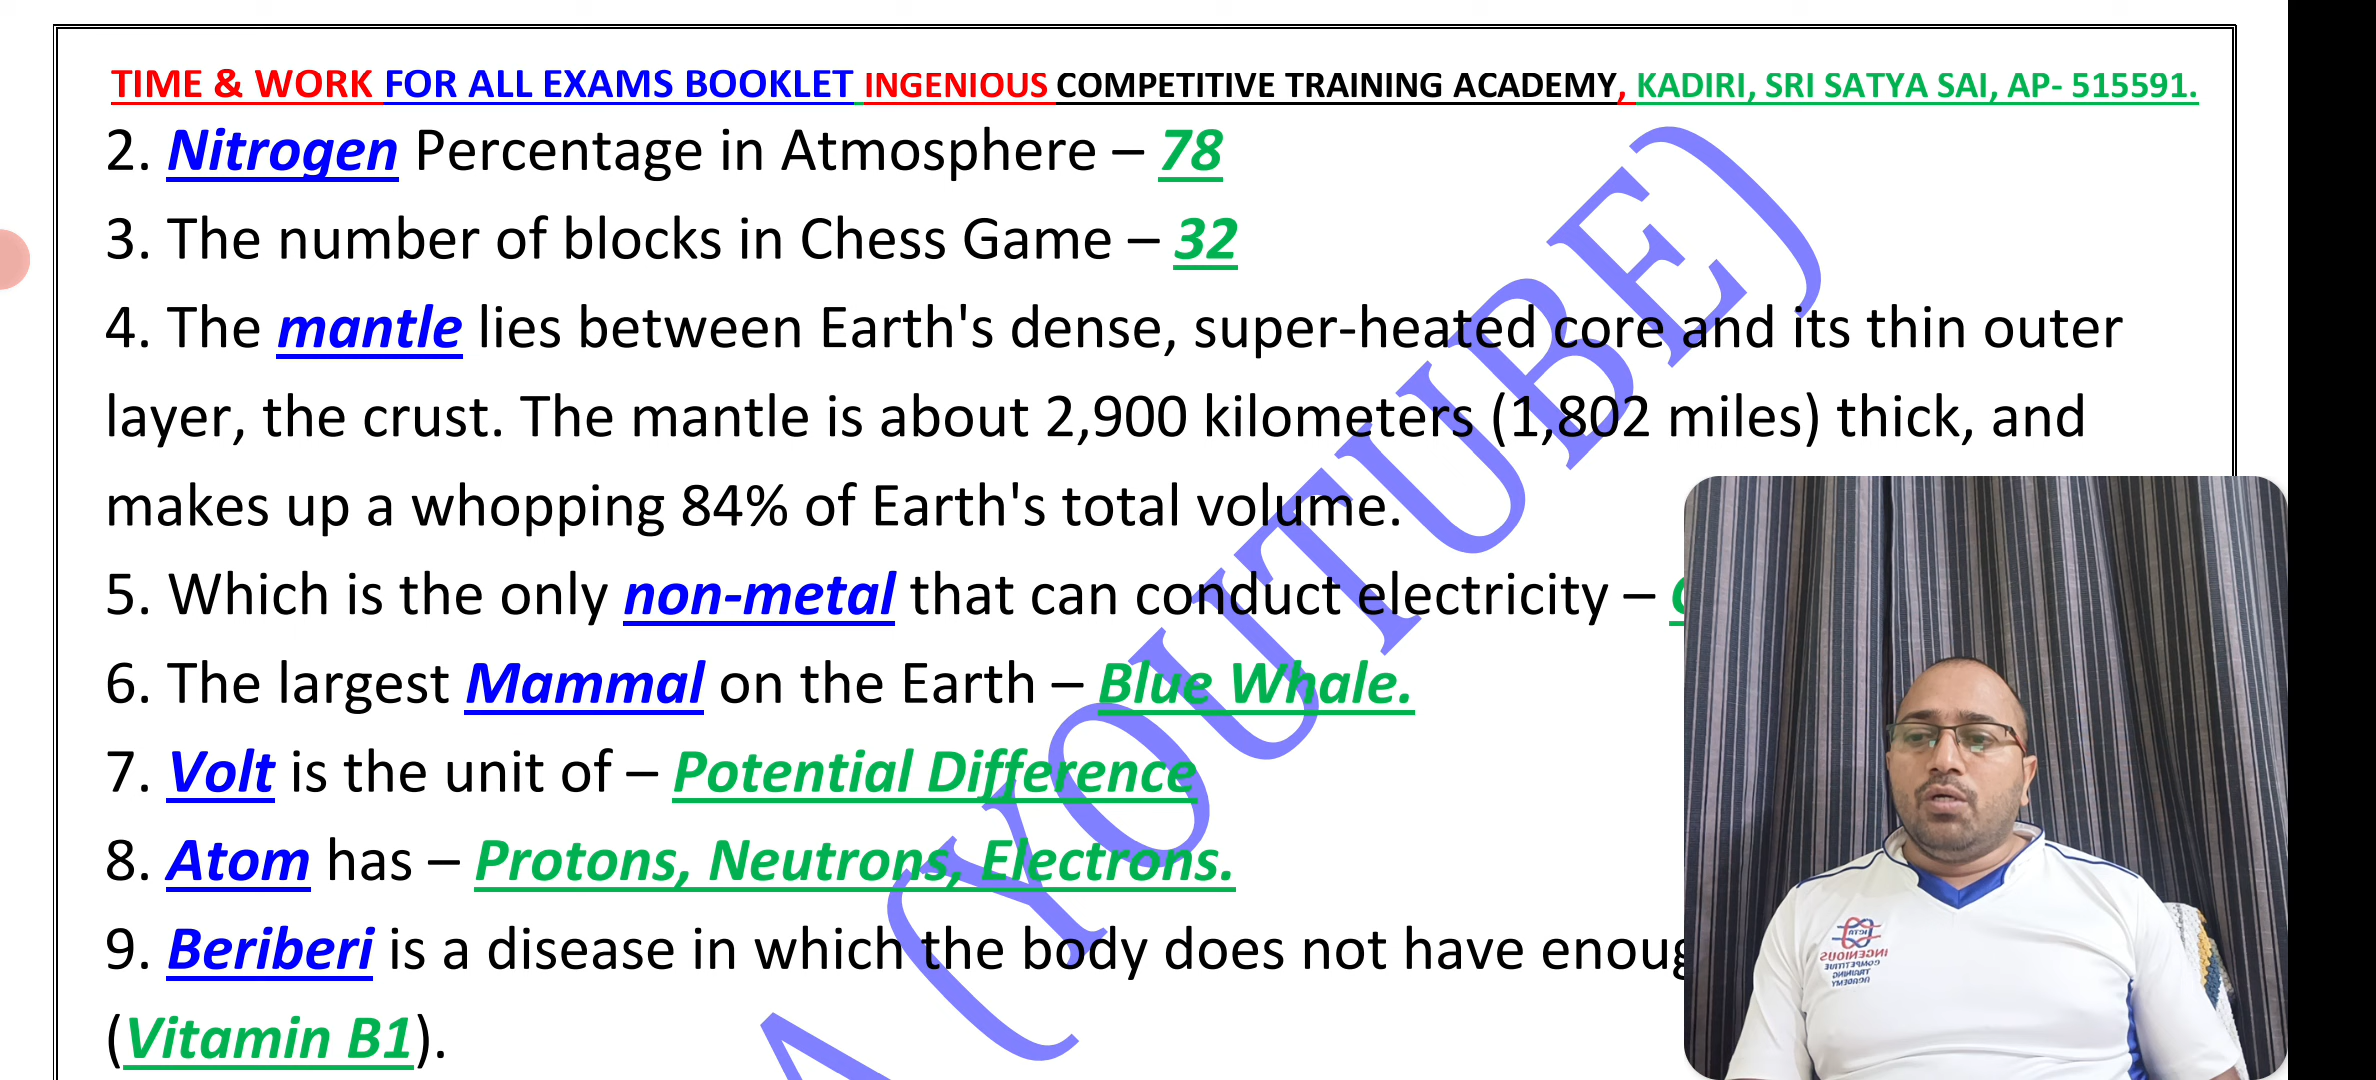 TIME & WORK FOR ALL EXAMS BOOKLET INGENIOUS COMPETITIVE TRAINING ACADEMY, KADIRI, SRI SATYA SAI, AP- 515591.
2. Nitrogen Percentage in Atmosphere – 78
3. The number of blocks in Chess Game – 32
4. The mantle lies between Earth's dense, super-heated core and its thin outer
layer, the crust. The mantle is about 2,900 kilometers (1,802 miles) thick, and
makes up a whopping 84% of Earth's total volume.
5. Which is the only non-metal that can conduct electricity –
6. The largest Mammal on the Earth – Blue Whale.
7. Volt is the unit of – Potential Difference
8. Atom has – Protons, Neutrons, Electrons.
9. Beriberi is a disease in which the body does not have
(Vitamin B1).
(YOUTUBE)
INGENIOUS
COMPETITIVE
TRAINING
ACADEMY